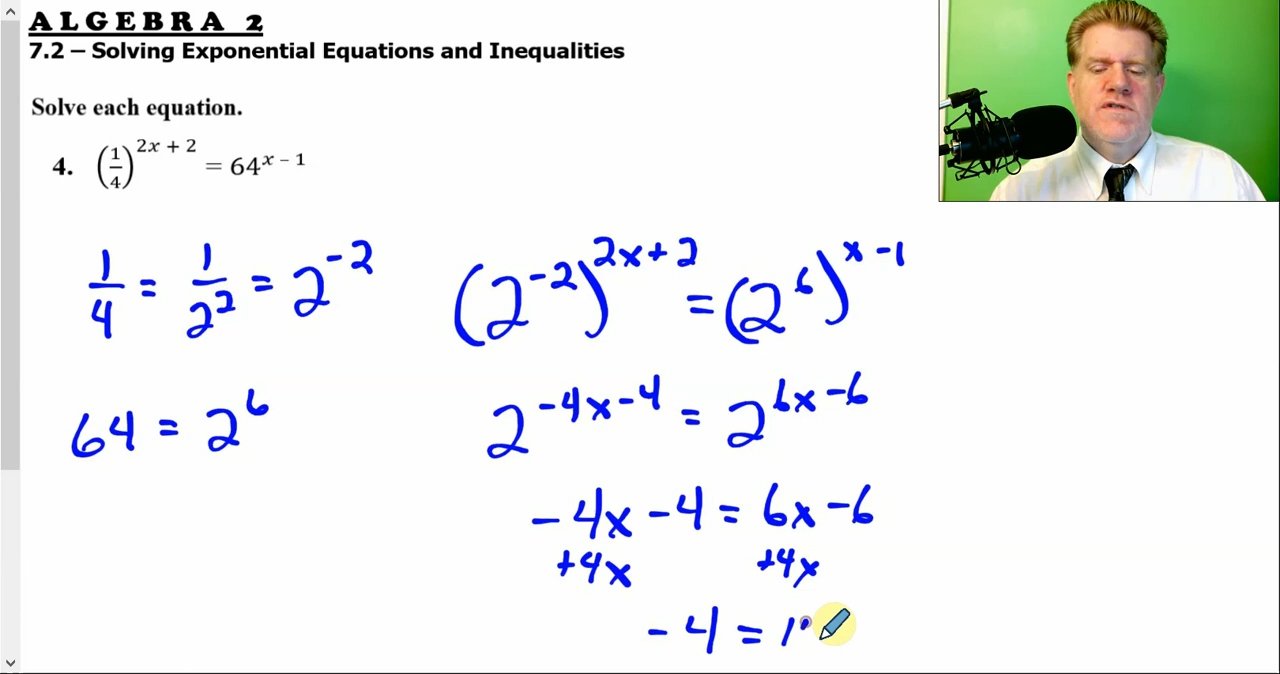 ALGEBRA 2
7.2 – Solving Exponential Equations and Inequalities
Solve each equation.
4. (1/4)^(2x + 2) = 64^(x – 1)
1/4 = 1/2^2 = 2^-2
(2^-2)^(2x+2) = (2^6)^(x-1)
64 = 2^6
2^(-4x-4) = 2^(6x-6)
-4x - 4 = 6x - 6
+4x +4x
-4 = 1